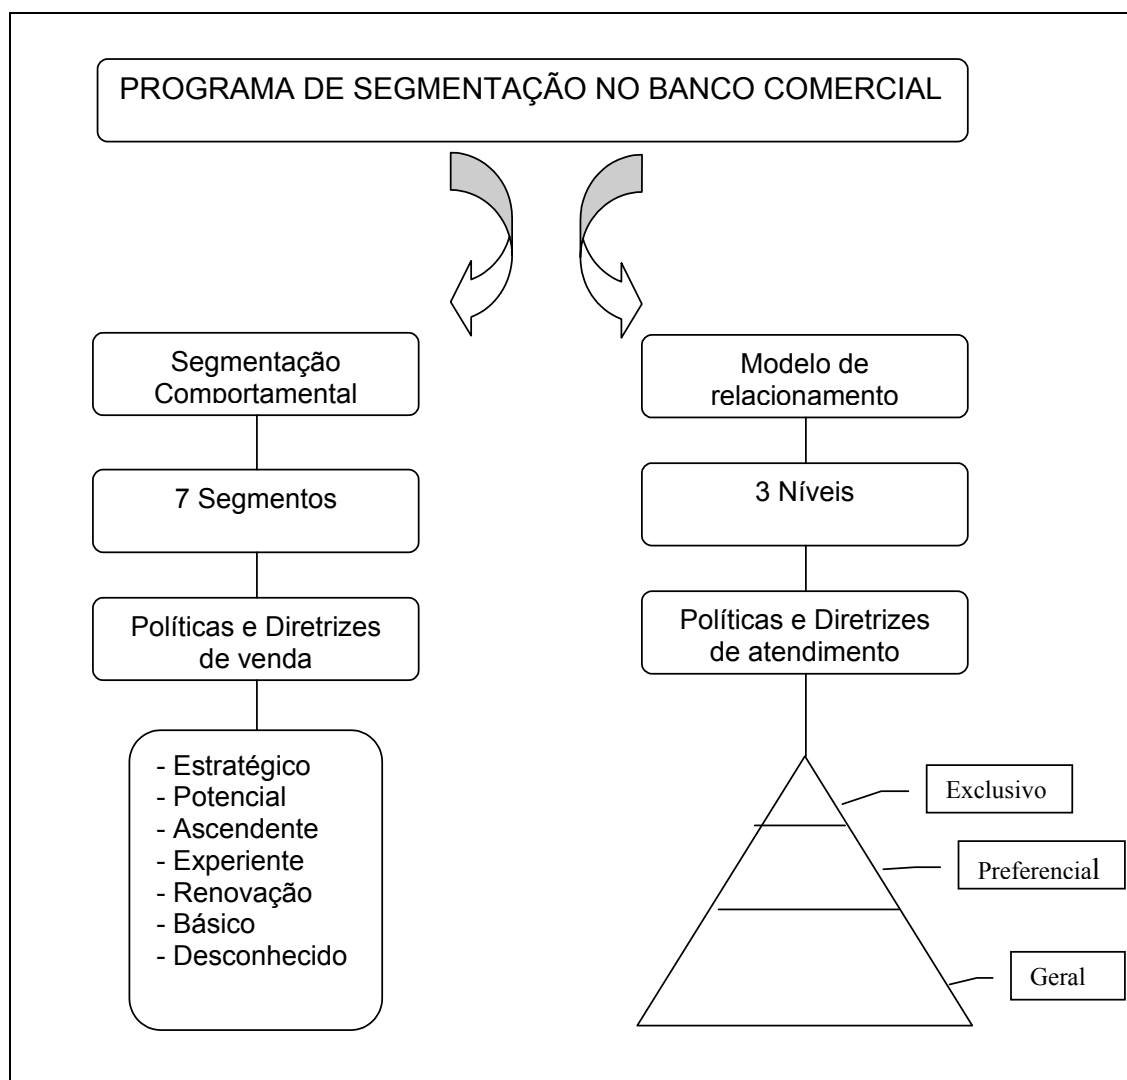 PROGRAMA DE SEGMENTAÇÃO NO BANCO COMERCIAL
Segmentação
Comportamental
7 Segmentos
Políticas e Diretrizes
de venda
- Estratégico
- Potencial
- Ascendente
- Experiente
- Renovação
- Básico
- Desconhecido
Modelo de
relacionamento
3 Níveis
Políticas e Diretrizes
de atendimento
Exclusivo
Preferencial
Geral